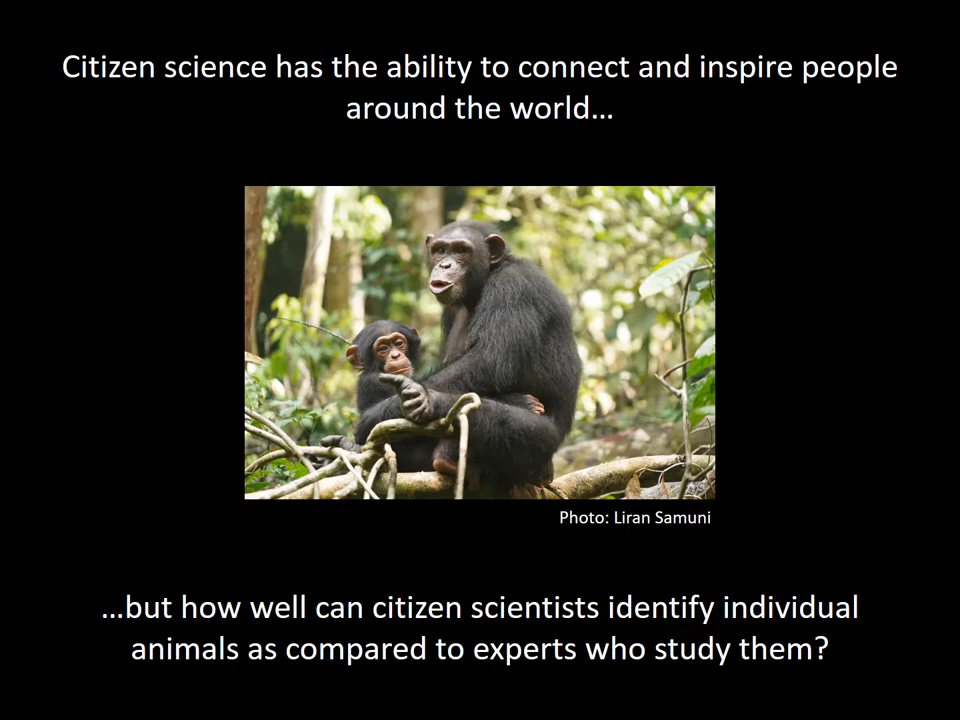 Citizen science has the ability to connect and inspire people
around the world…
Photo: Liran Samuni
…but how well can citizen scientists identify individual
animals as compared to experts who study them?